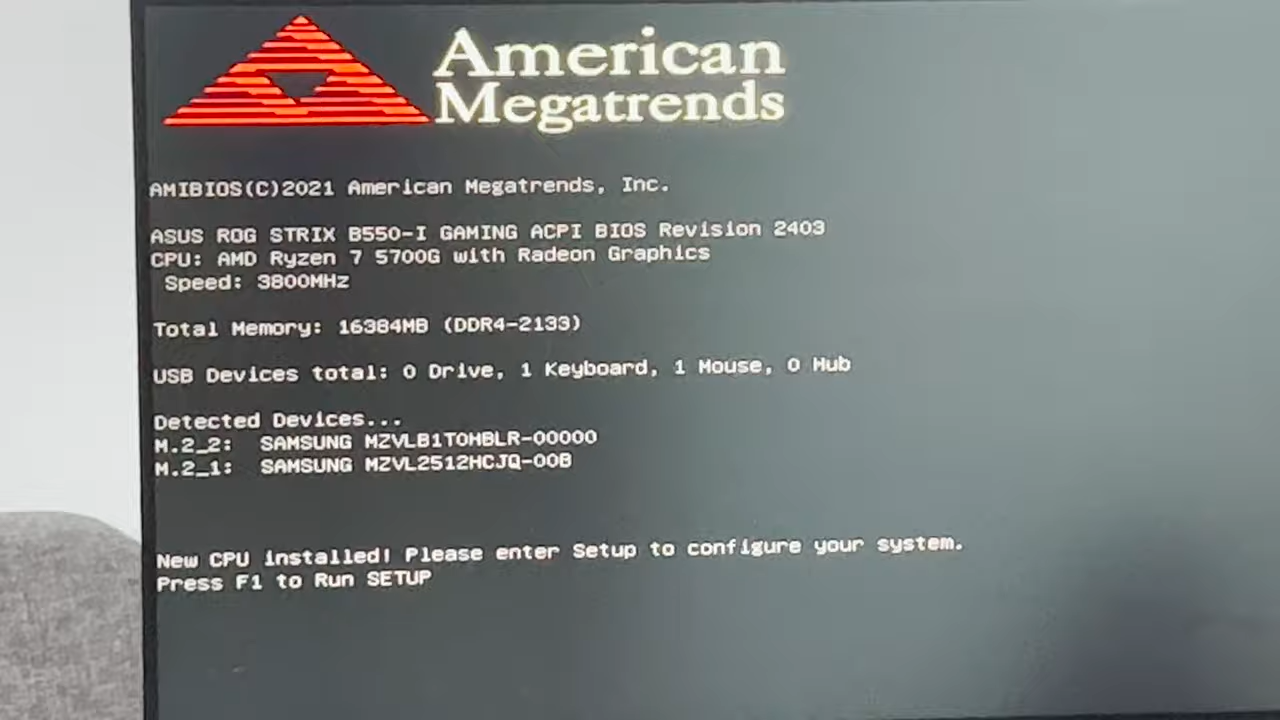 American
Megatrends
AMIBIOS(C)2021 American Megatrends, Inc.
ASUS ROG STRIX B550-I GAMING ACPI BIOS Revision 2403
CPU: AMD Ryzen 7 5700G with Radeon Graphics
Speed: 3800MHz
Total Memory: 16384MB (DDR4-2133)
USB Devices total: 0 Drive, 1 Keyboard, 1 Mouse, 0 Hub
Detected Devices...
M.2_2: SAMSUNG MZVLB1T0HBLR-00000
M.2_1: SAMSUNG MZVL2512HCJQ-00B
New CPU installed! Please enter Setup to configure your system.
Press F1 to Run SETUP